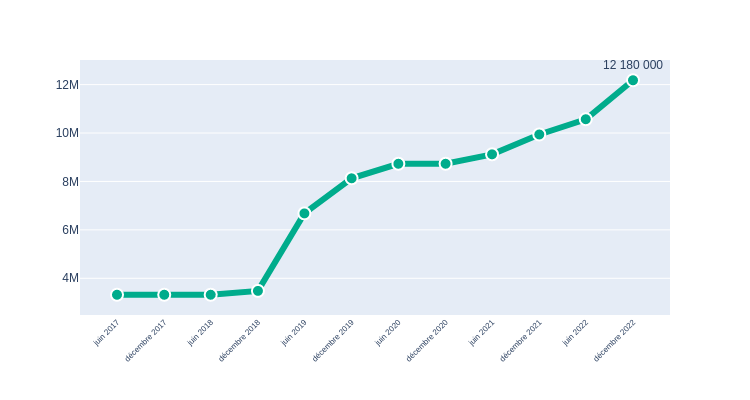 12 180 000
12M
10M
8M
6M
4M
juin 2017
décembre 2017
juin 2018
décembre 2018
juin 2019
décembre 2019
juin 2020
décembre 2020
juin 2021
décembre 2021
juin 2022
décembre 2022